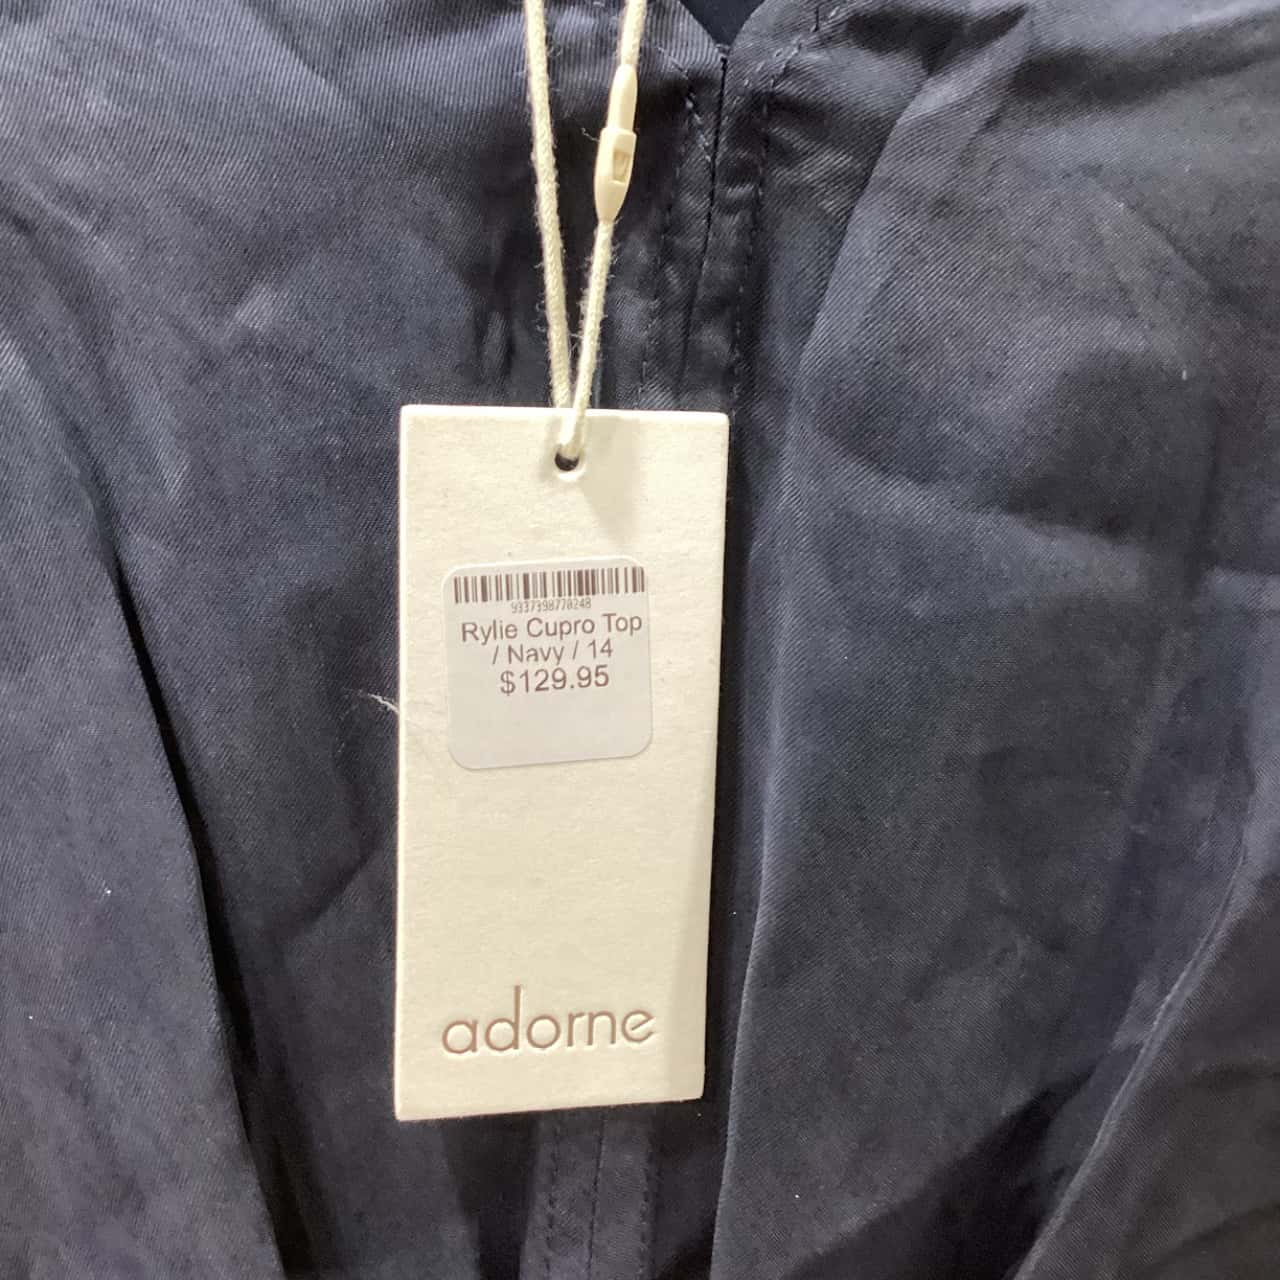 9337398770248
Rylie Cupro Top
/ Navy / 14
$129.95
adorne